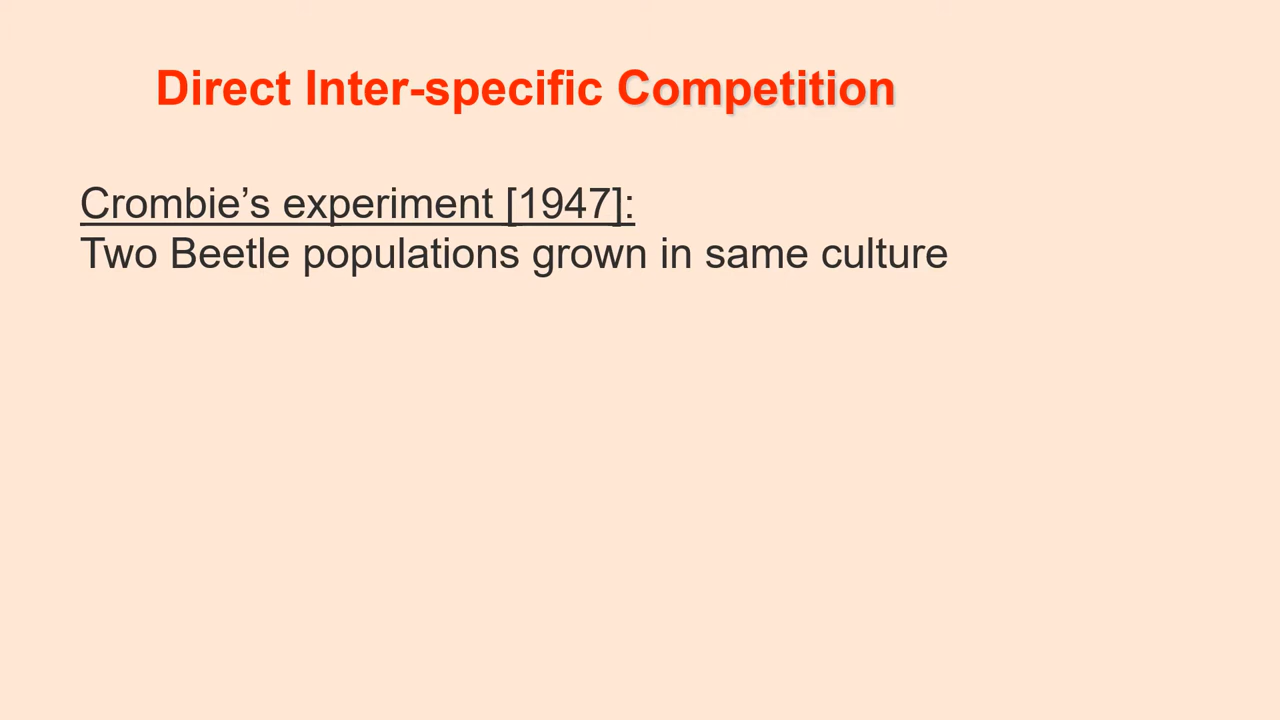 Direct Inter-specific Competition
Crombie’s experiment [1947]:
Two Beetle populations grown in same culture